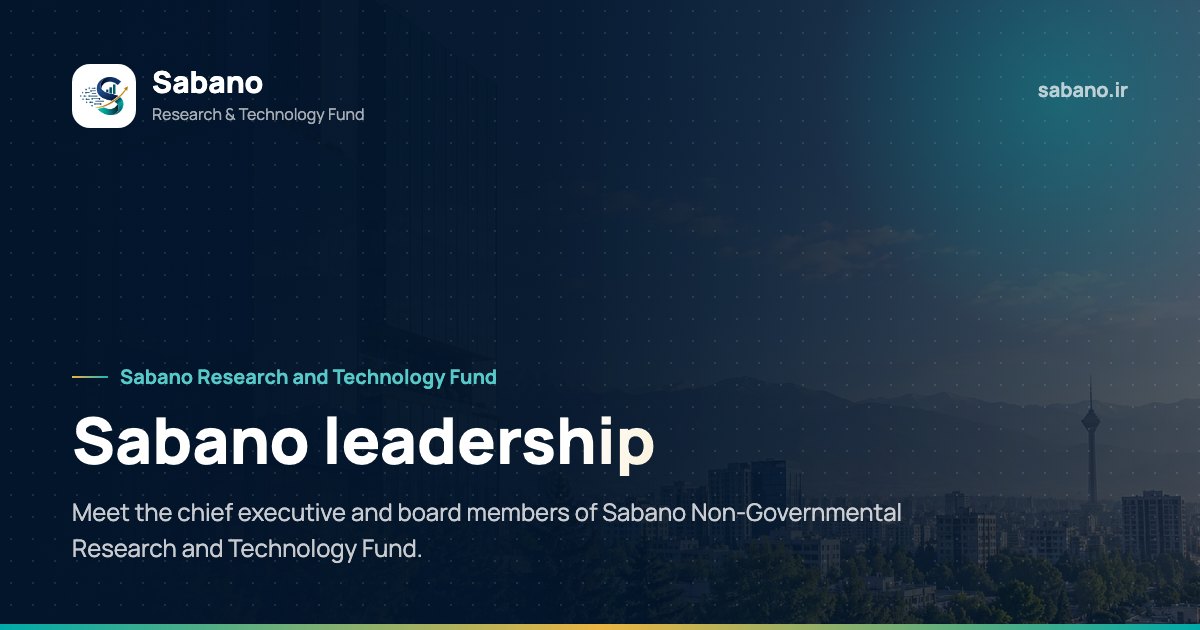 Sabano
Research & Technology Fund
sabano.ir
Sabano Research and Technology Fund
Sabano leadership
Meet the chief executive and board members of Sabano Non-Governmental
Research and Technology Fund.